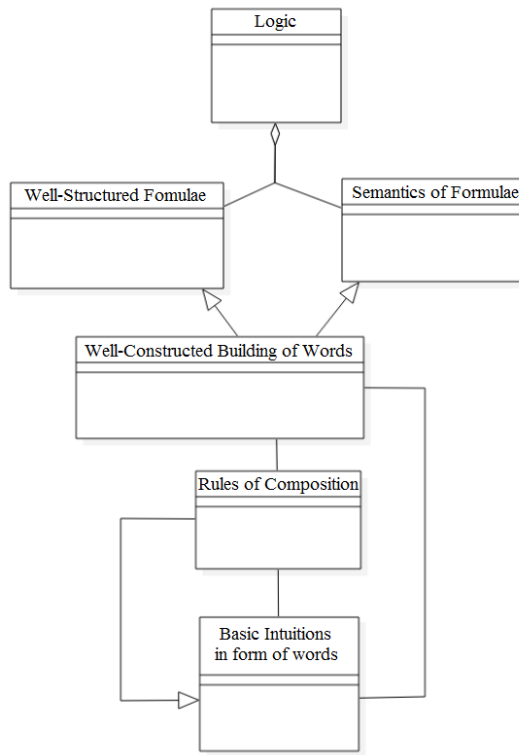 Logic
Well-Structured Fomulae
Semantics of Formulae
Well-Constructed Building of Words
Rules of Composition
Basic Intuitions
in form of words